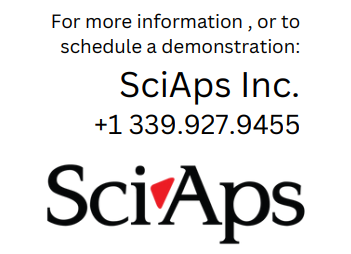 For more information , or to
schedule a demonstration:
SciAps Inc.
+1 339.927.9455
SciAps